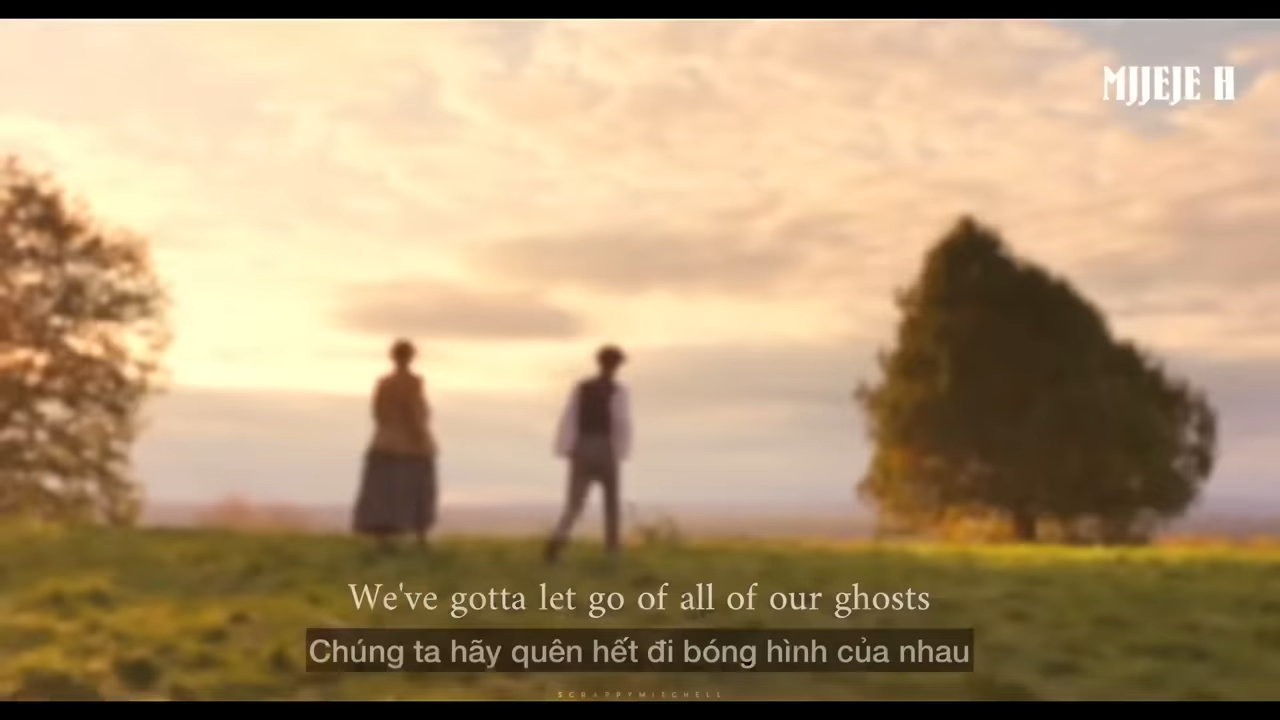 MJJEJE H
We've gotta let go of all of our ghosts
Chúng ta hãy quên hết đi bóng hình của nhau
SCRAPPYMITCHELL